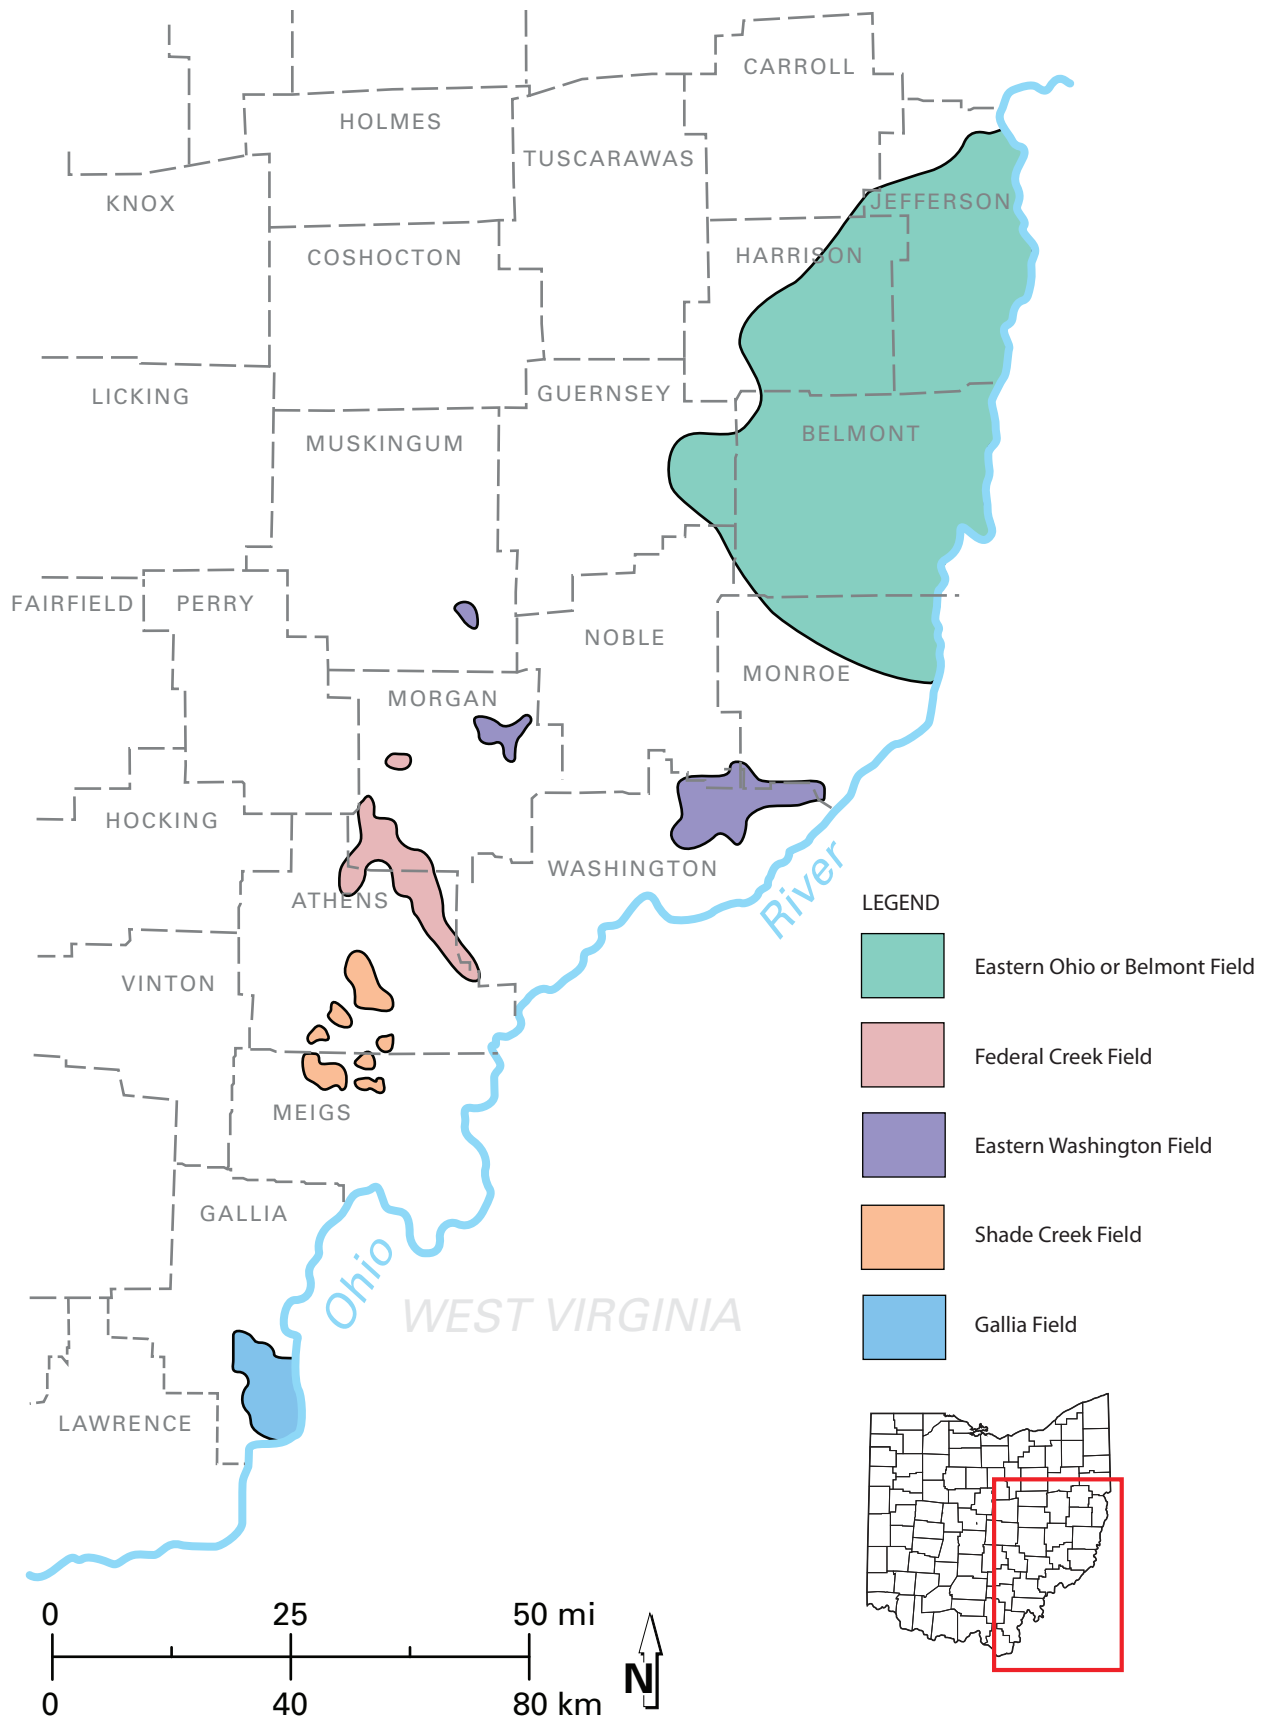 CARROLL
HOLMES
TUSCARAWAS
KNOX
JEFFERSON
COSHOCTON
HARRISON
LICKING
GUERNSEY
MUSKINGUM
BELMONT
FAIRFIELD
PERRY
NOBLE
MONROE
MORGAN
HOCKING
WASHINGTON
ATHENS
River
VINTON
MEIGS
GALLIA
Ohio
WEST VIRGINIA
LAWRENCE
LEGEND
Eastern Ohio or Belmont Field
Federal Creek Field
Eastern Washington Field
Shade Creek Field
Gallia Field
0 25 50 mi
0 40 80 km
N